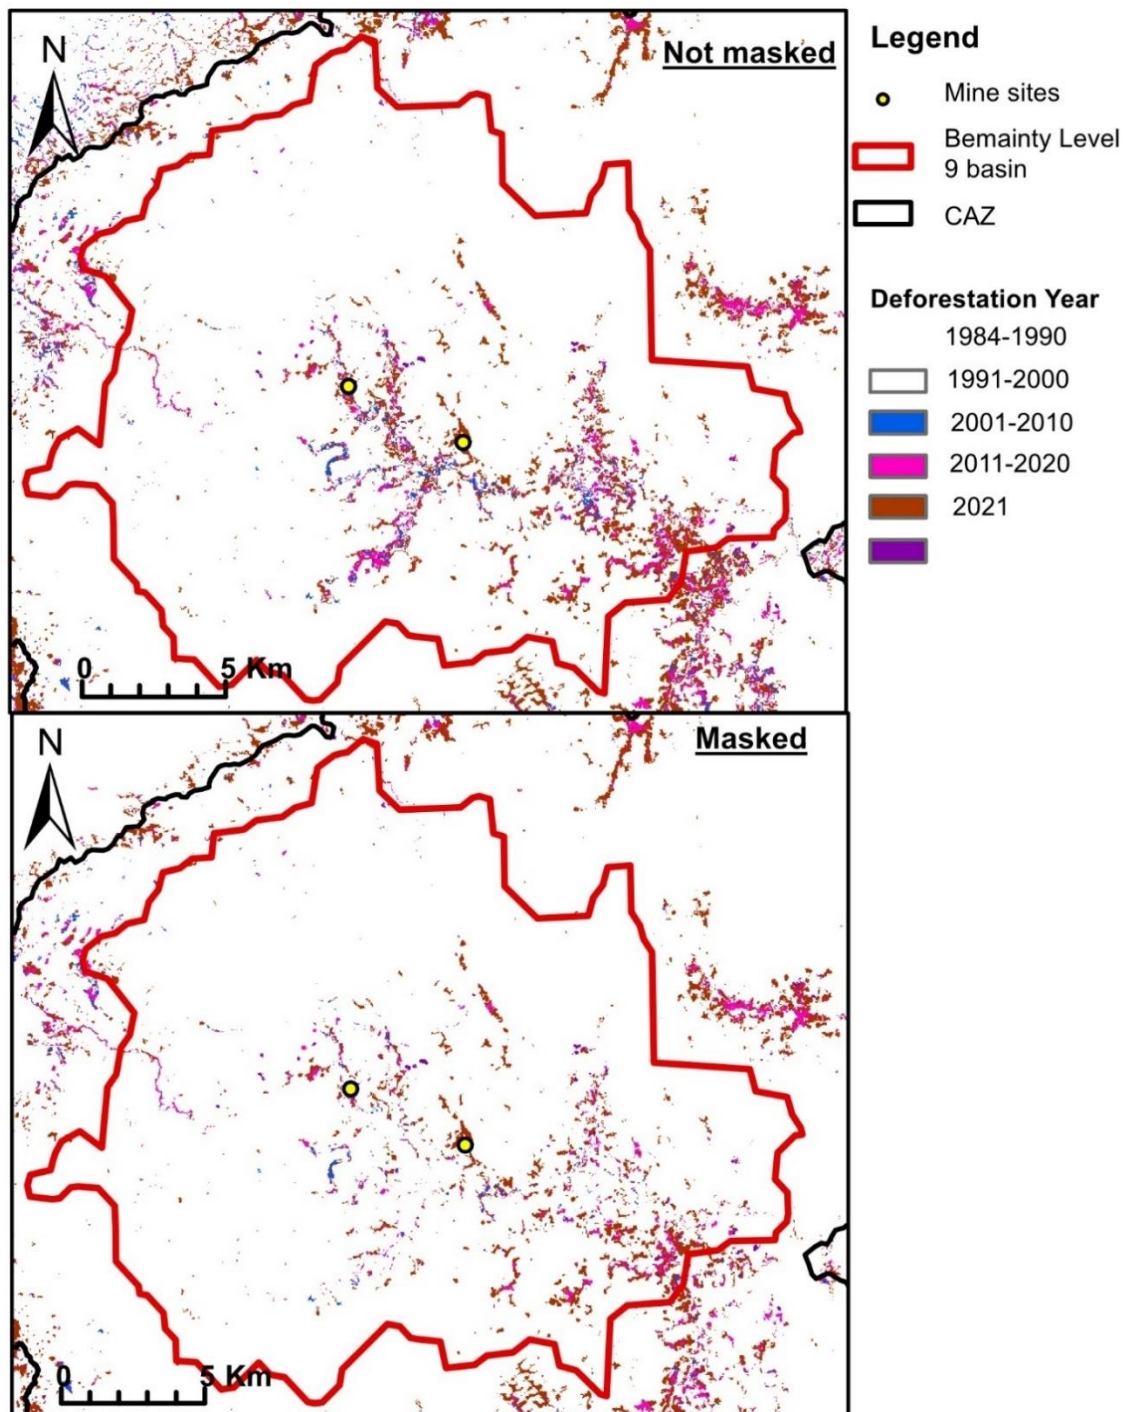 N
Not masked
0
5 Km
Legend
Mine sites
Bemainty Level
9 basin
CAZ
Deforestation Year
1984-1990
1991-2000
2001-2010
2011-2020
2021
N
Masked
0
5 Km